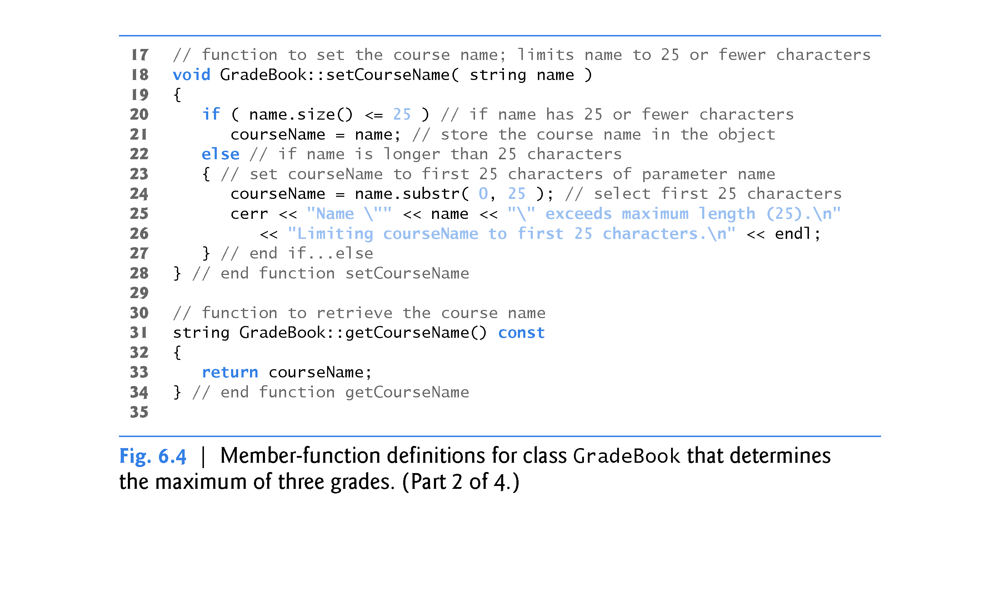 17 // function to set the course name; limits name to 25 or fewer characters
18 void GradeBook::setCourseName( string name )
19 {
20 if ( name.size() <= 25 ) // if name has 25 or fewer characters
21 courseName = name; // store the course name in the object
22 else // if name is longer than 25 characters
23 { // set courseName to first 25 characters of parameter name
24 courseName = name.substr( 0, 25 ); // select first 25 characters
25 cerr << "Name \"" << name << "\" exceeds maximum length (25).\n"
26 << "Limiting courseName to first 25 characters.\n" << endl;
27 } // end if...else
28 } // end function setCourseName
29
30 // function to retrieve the course name
31 string GradeBook::getCourseName() const
32 {
33 return courseName;
34 } // end function getCourseName
35
Fig. 6.4 | Member-function definitions for class GradeBook that determines
the maximum of three grades. (Part 2 of 4.)